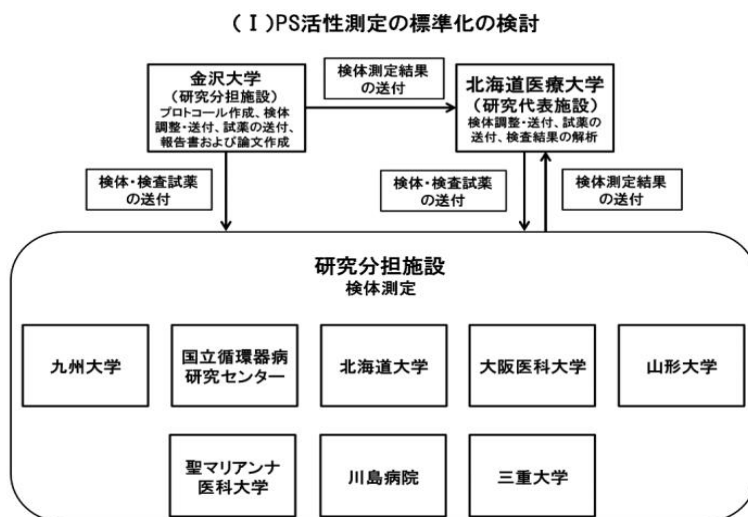 （Ⅰ）PS活性測定の標準化の検討
金沢大学
（研究分担施設）
プロトコール作成、検体
調整・送付、試薬の送付、
報告書および論文作成
検体測定結果
の送付
北海道医療大学
（研究代表施設）
検体調整・送付、試薬の
送付、検査結果の解析
検体・検査試薬
の送付
検体・検査試薬
の送付
検体測定結果
の送付
研究分担施設
検体測定
九州大学
国立循環器病
研究センター
北海道大学
大阪医科大学
山形大学
聖マリアンナ
医科大学
川島病院
三重大学